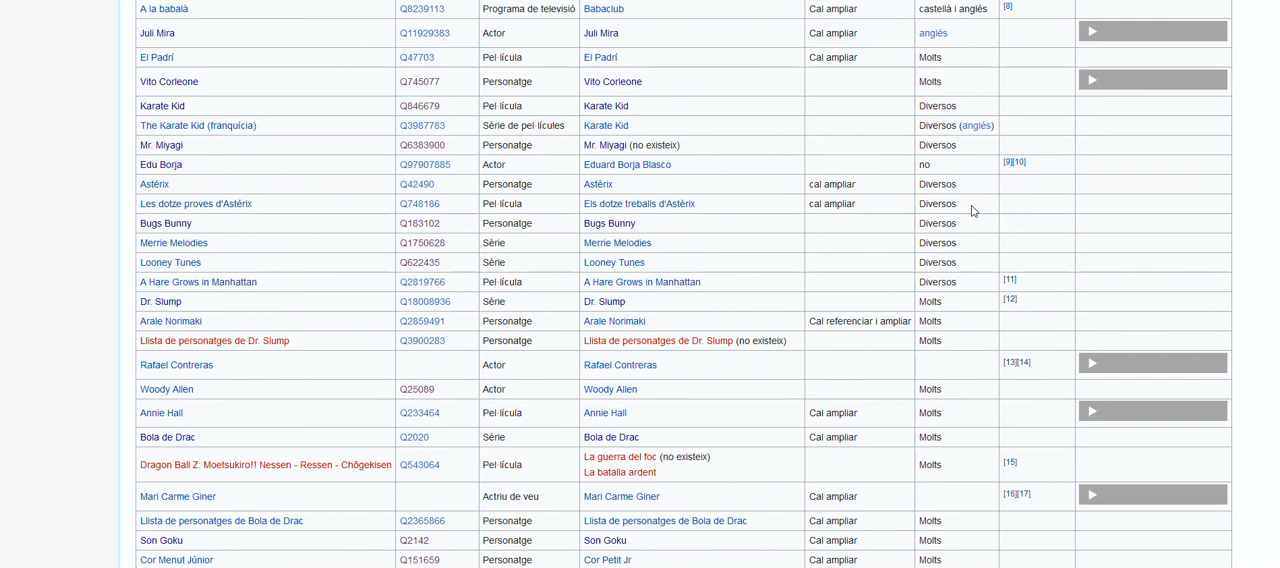 A la babalà Q8239113 Programa de televisió Babaclub Cal ampliar castellà i anglés [8]
Juli Mira Q11929383 Actor Juli Mira Cal ampliar anglés
El Padrí Q47703 Pel·lícula El Padrí Cal ampliar Molts
Vito Corleone Q745077 Personatge Vito Corleone Molts
Karate Kid Q846679 Pel·lícula Karate Kid Diversos
The Karate Kid (franquícia) Q3987783 Sèrie de pel·lícules Karate Kid Diversos (anglés)
Mr. Miyagi Q6383900 Personatge Mr. Miyagi (no existeix) Diversos
Edu Borja Q97907885 Actor Eduard Borja Blasco no [9][10]
Astérix Q42490 Personatge Astèrix cal ampliar Diversos
Les dotze proves d'Astérix Q748186 Pel·lícula Els dotze treballs d'Astèrix cal ampliar Diversos
Bugs Bunny Q183102 Personatge Bugs Bunny Diversos
Merrie Melodies Q1750628 Sèrie Merrie Melodies Diversos
Looney Tunes Q622435 Sèrie Looney Tunes Diversos
A Hare Grows in Manhattan Q2819766 Pel·lícula A Hare Grows in Manhattan Diversos [11]
Dr. Slump Q18008936 Sèrie Dr. Slump Molts [12]
Arale Norimaki Q2859491 Personatge Arale Norimaki Cal referenciar i ampliar Molts
Llista de personatges de Dr. Slump Q3900283 Personatge Llista de personatges de Dr. Slump (no existeix) Molts
Rafael Contreras Actor Rafael Contreras [13][14]
Woody Allen Q25089 Actor Woody Allen Molts
Annie Hall Q233464 Pel·lícula Annie Hall Cal ampliar Molts
Bola de Drac Q2020 Sèrie Bola de Drac Cal ampliar Molts
Dragon Ball Z: Moetsukiro!! Nessen - Ressen - Chōgekisen Q543064 Pel·lícula La guerra del foc (no existeix) Molts [15]
La batalla ardent
Mari Carme Giner Actriu de veu Mari Carme Giner Cal ampliar [16][17]
Llista de personatges de Bola de Drac Q2365866 Personatge Llista de personatges de Bola de Drac Cal ampliar Molts
Son Goku Q2142 Personatge Son Goku Cal ampliar Molts
Cor Menut Júnior Q151659 Personatge Cor Petit Jr Cal ampliar Molts